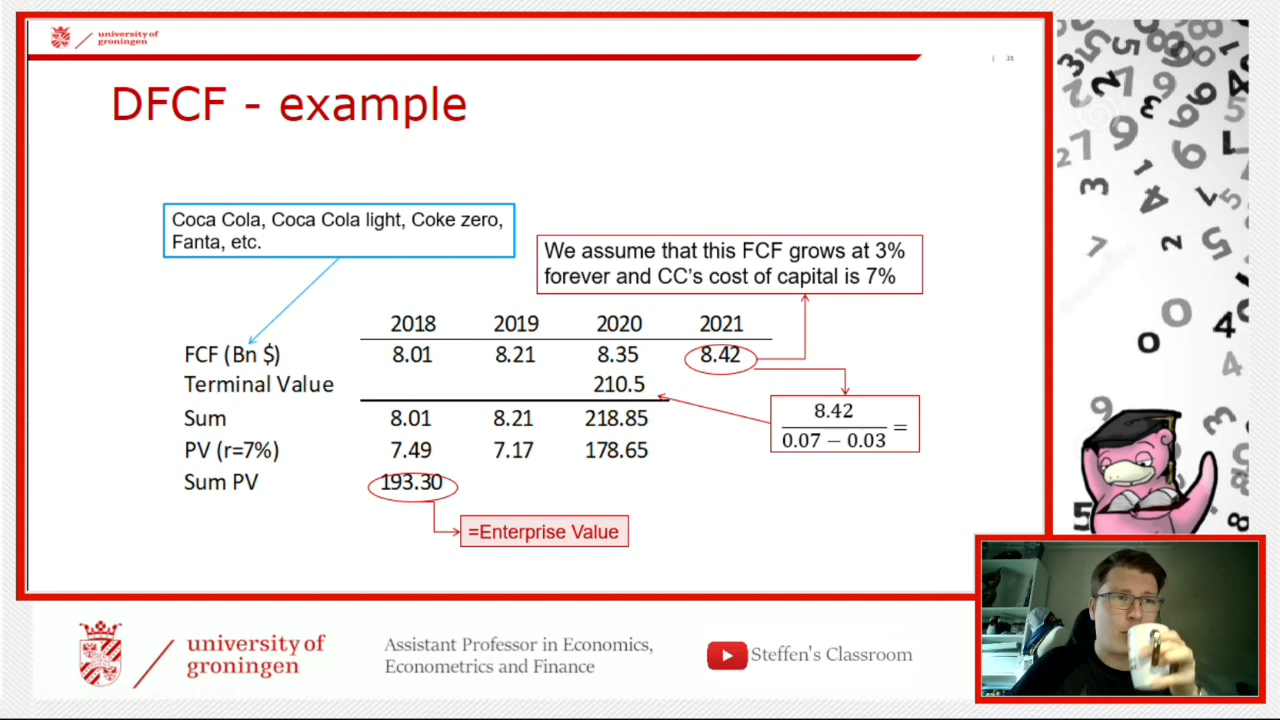 university of
groningen
| 31
DFCF - example
Coca Cola, Coca Cola light, Coke zero,
Fanta, etc.
We assume that this FCF grows at 3%
forever and CC's cost of capital is 7%
2018 2019 2020 2021
FCF (Bn $) 8.01 8.21 8.35 8.42
Terminal Value 210.5
Sum 8.01 8.21 218.85
PV (r=7%) 7.49 7.17 178.65
Sum PV 193.30
8.42
0.07 − 0.03 =
=Enterprise Value
university of
groningen
Assistant Professor in Economics,
Econometrics and Finance
Steffen's Classroom